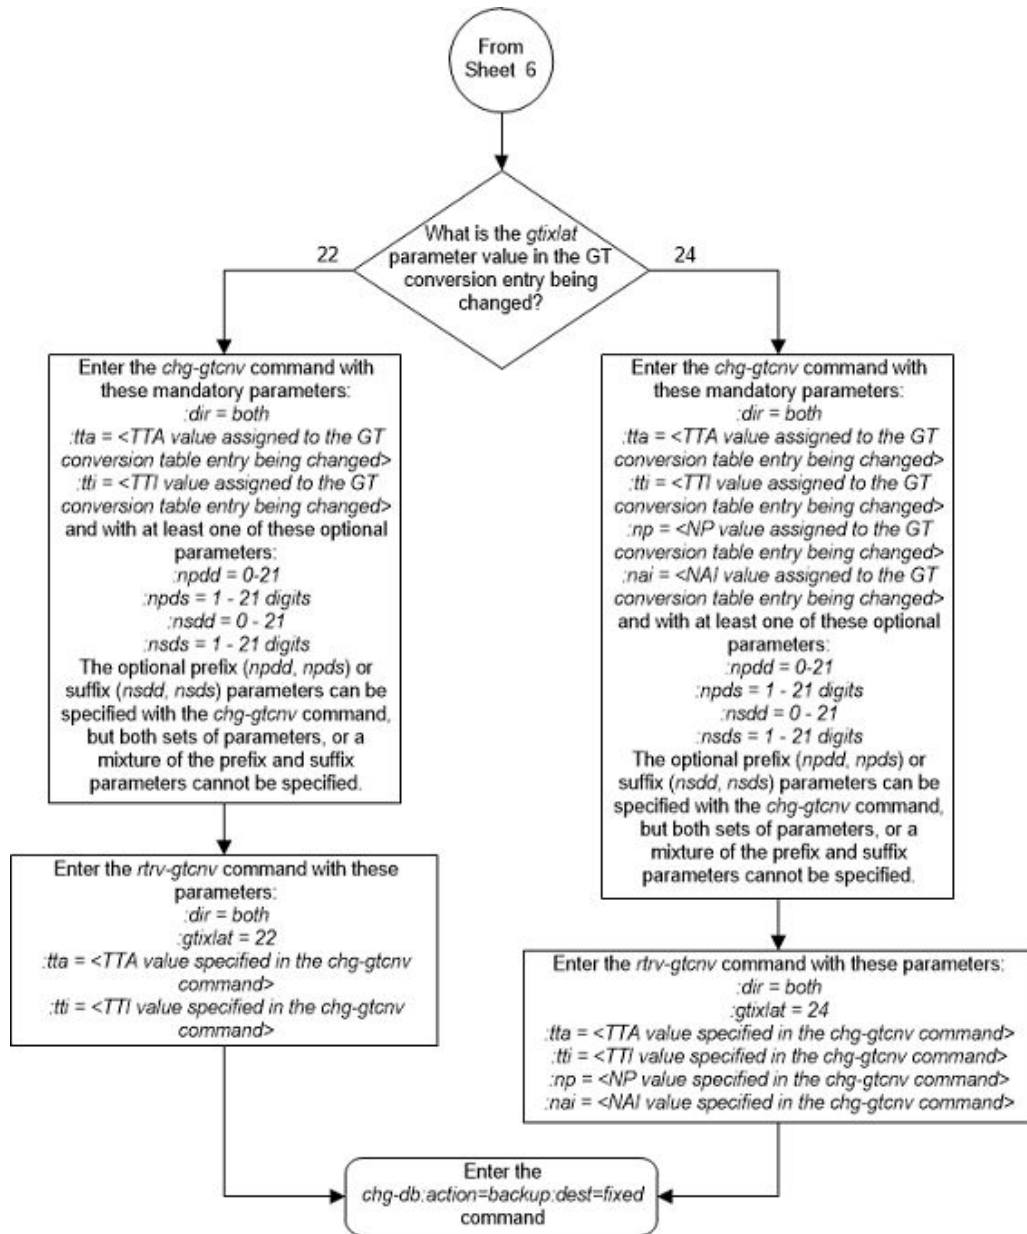 From
Sheet 6
What is the gtixlat
parameter value in the GT
conversion entry being
changed?
22
24
Enter the chg-gtcnv command with
these mandatory parameters:
:dir = both
:tta = <TTA value assigned to the GT
conversion table entry being changed>
:tti = <TTI value assigned to the GT
conversion table entry being changed>
and with at least one of these optional
parameters:
:npdd = 0-21
:npds = 1 - 21 digits
:nsdd = 0 - 21
:nsds = 1 - 21 digits
The optional prefix (npdd, npds) or
suffix (nsdd, nsds) parameters can be
specified with the chg-gtcnv command,
but both sets of parameters, or a
mixture of the prefix and suffix
parameters cannot be specified.
Enter the rtrv-gtcnv command with these
parameters:
:dir = both
:gtixlat = 22
:tta = <TTA value specified in the chg-gtcnv
command>
:tti = <TTI value specified in the chg-gtcnv
command>
Enter the chg-gtcnv command with
these mandatory parameters:
:dir = both
:tta = <TTA value assigned to the GT
conversion table entry being changed>
:tti = <TTI value assigned to the GT
conversion table entry being changed>
:np = <NP value assigned to the GT
conversion table entry being changed>
:nai = <NAI value assigned to the GT
conversion table entry being changed>
and with at least one of these optional
parameters:
:npdd = 0-21
:npds = 1 - 21 digits
:nsdd = 0 - 21
:nsds = 1 - 21 digits
The optional prefix (npdd, npds) or
suffix (nsdd, nsds) parameters can be
specified with the chg-gtcnv command,
but both sets of parameters, or a
mixture of the prefix and suffix
parameters cannot be specified.
Enter the rtrv-gtcnv command with these parameters:
:dir = both
:gtixlat = 24
:tta = <TTA value specified in the chg-gtcnv command>
:tti = <TTI value specified in the chg-gtcnv command>
:np = <NP value specified in the chg-gtcnv command>
:nai = <NAI value specified in the chg-gtcnv command>
Enter the
chg-db:action=backup:dest=fixed
command